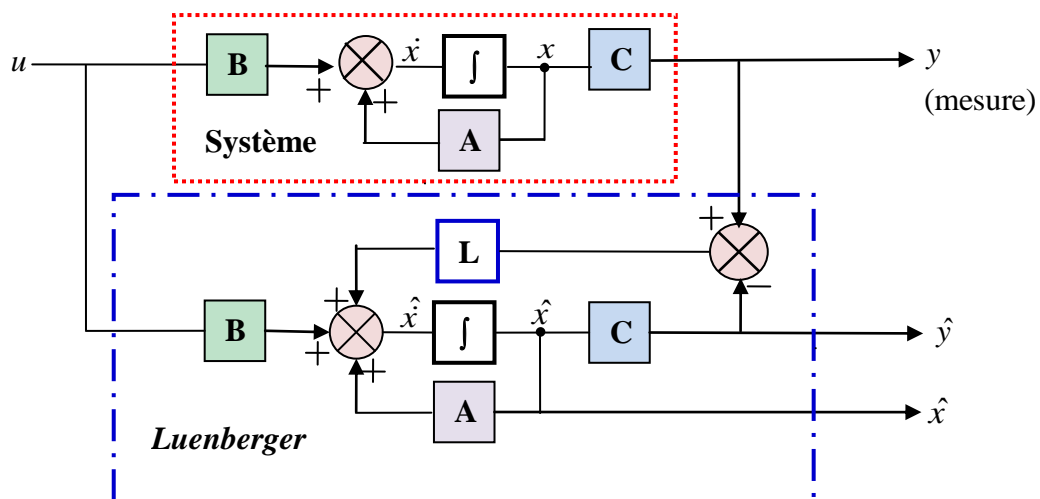 u B + + ẋ ∫ x C y
(mesure)
A
Système
+ −
L
B + + + x̂̇ ∫ x̂ C ŷ
A x̂
Luenberger